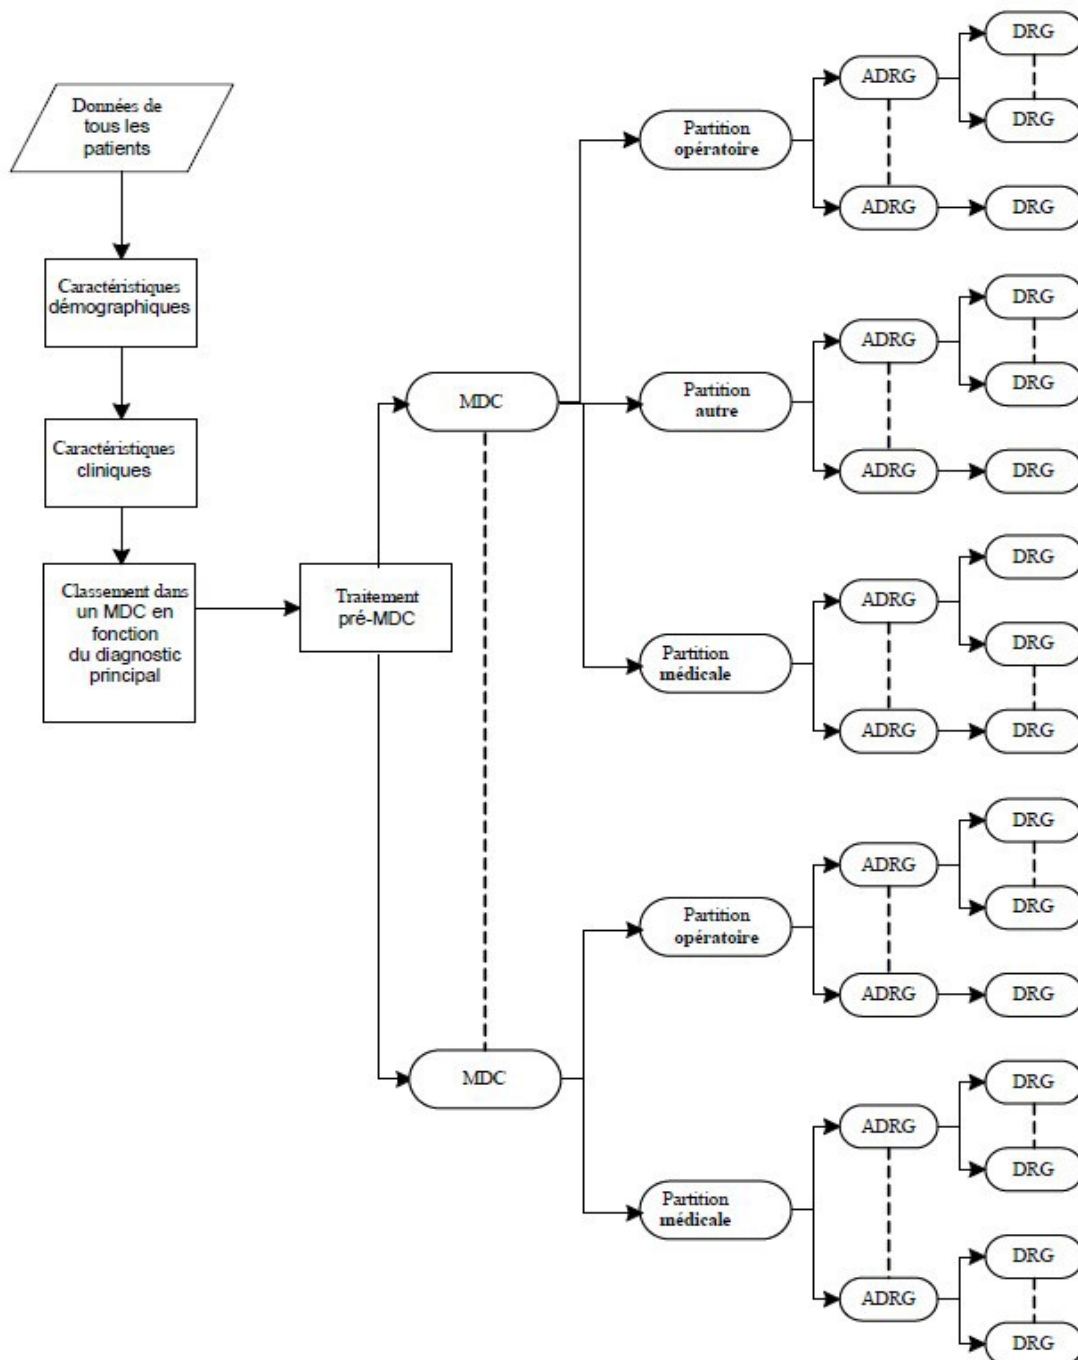 Données de
tous les
patients
Caractéristiques
démographiques
Caractéristiques
cliniques
Classement dans
un MDC en
fonction
du diagnostic
principal
Traitement
pré-MDC
MDC
Partition
opératoire
ADRG
DRG
DRG
ADRG
DRG
Partition
autre
ADRG
DRG
DRG
ADRG
DRG
Partition
médicale
ADRG
DRG
DRG
ADRG
DRG
MDC
Partition
opératoire
ADRG
DRG
DRG
ADRG
DRG
Partition
médicale
ADRG
DRG
DRG
ADRG
DRG
DRG